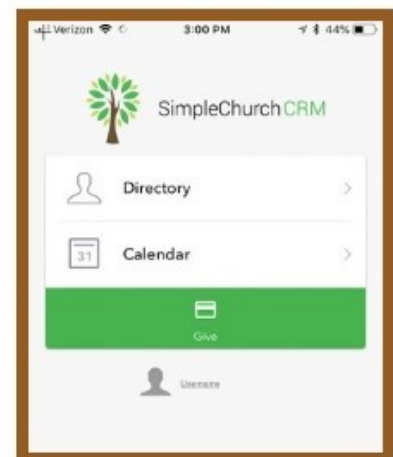 Verizon 3:00 PM 44%
SimpleChurch CRM
Directory
31 Calendar
Give
Username